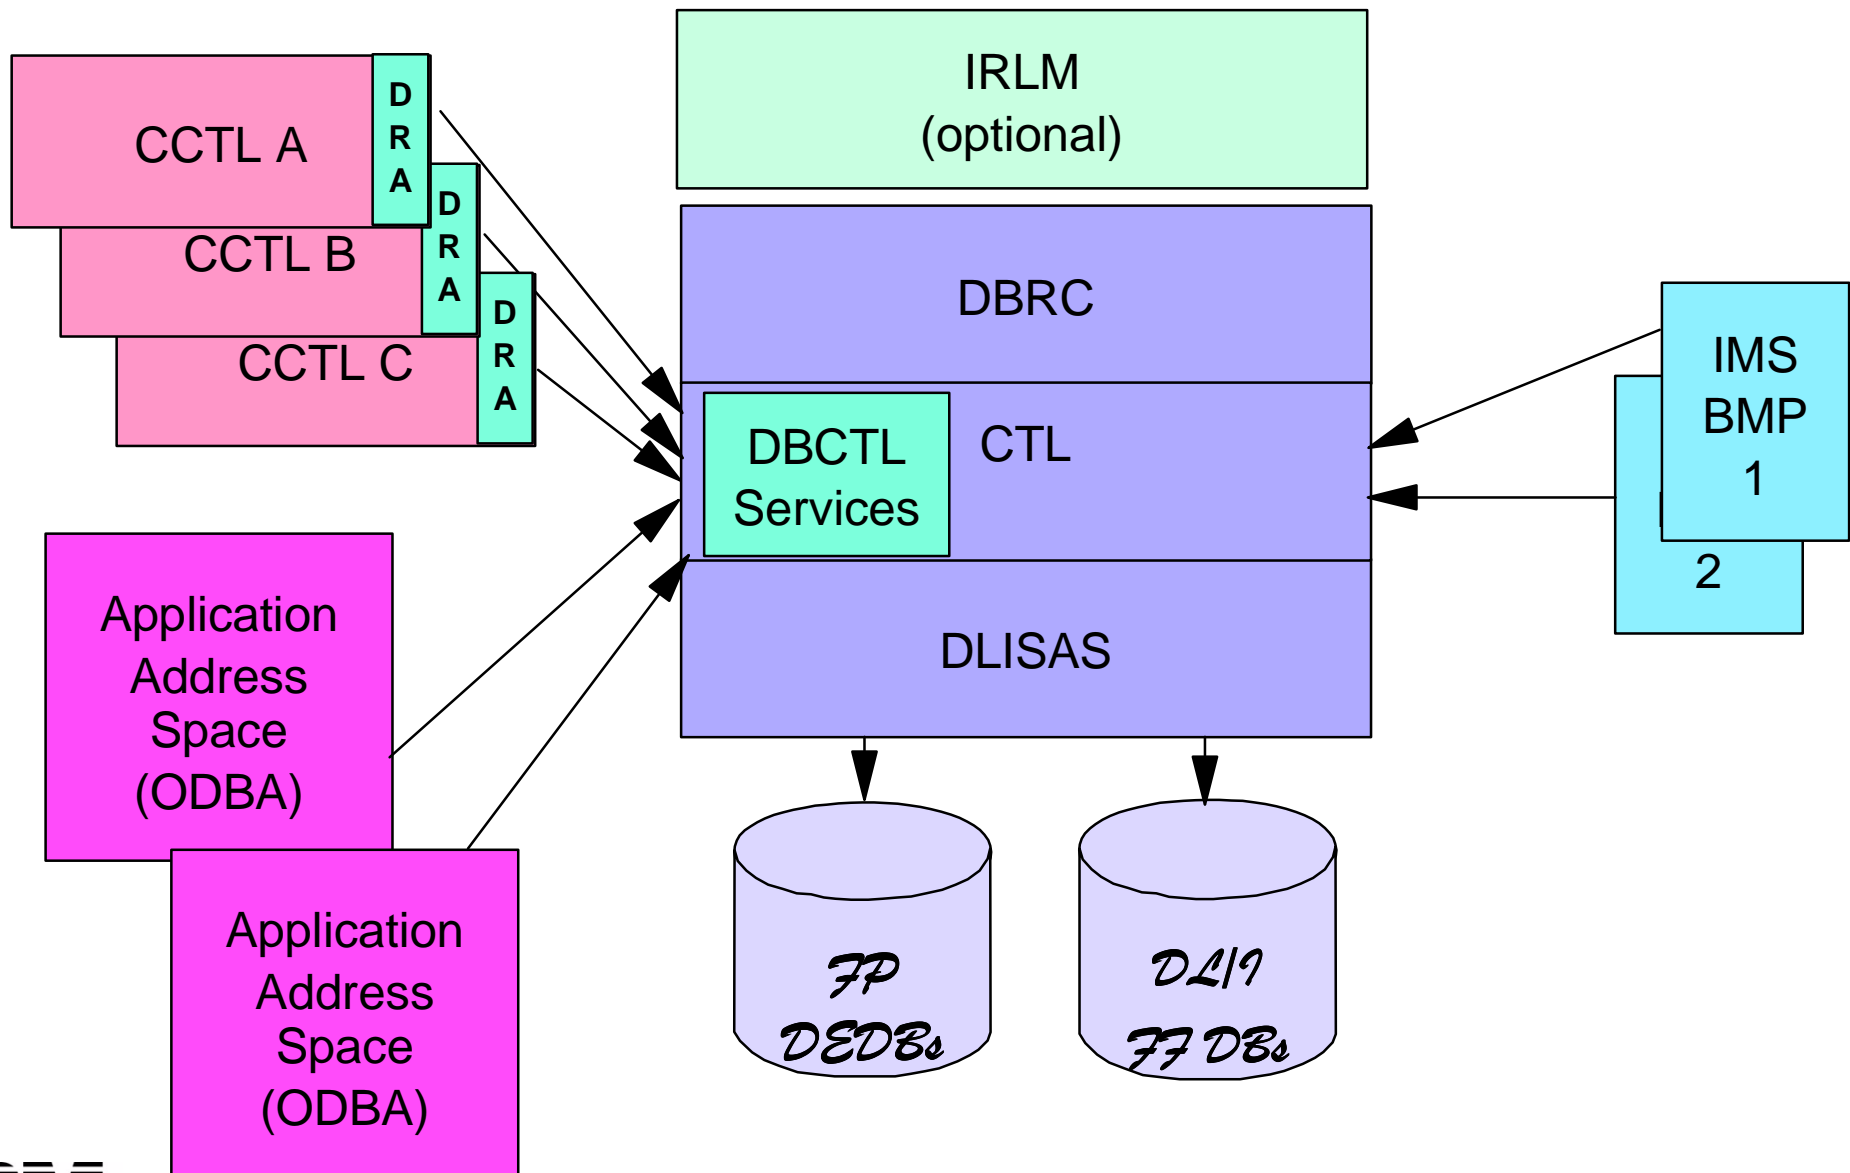 D
R
A
CCTL A
D
R
A
CCTL B
D
R
A
CCTL C
IRLM
(optional)
DBRC
DBCTL
Services
CTL
DLISAS
IMS
BMP
1
2
Application
Address
Space
(ODBA)
Application
Address
Space
(ODBA)
FP
DEDBs
DL/I
FF DBs